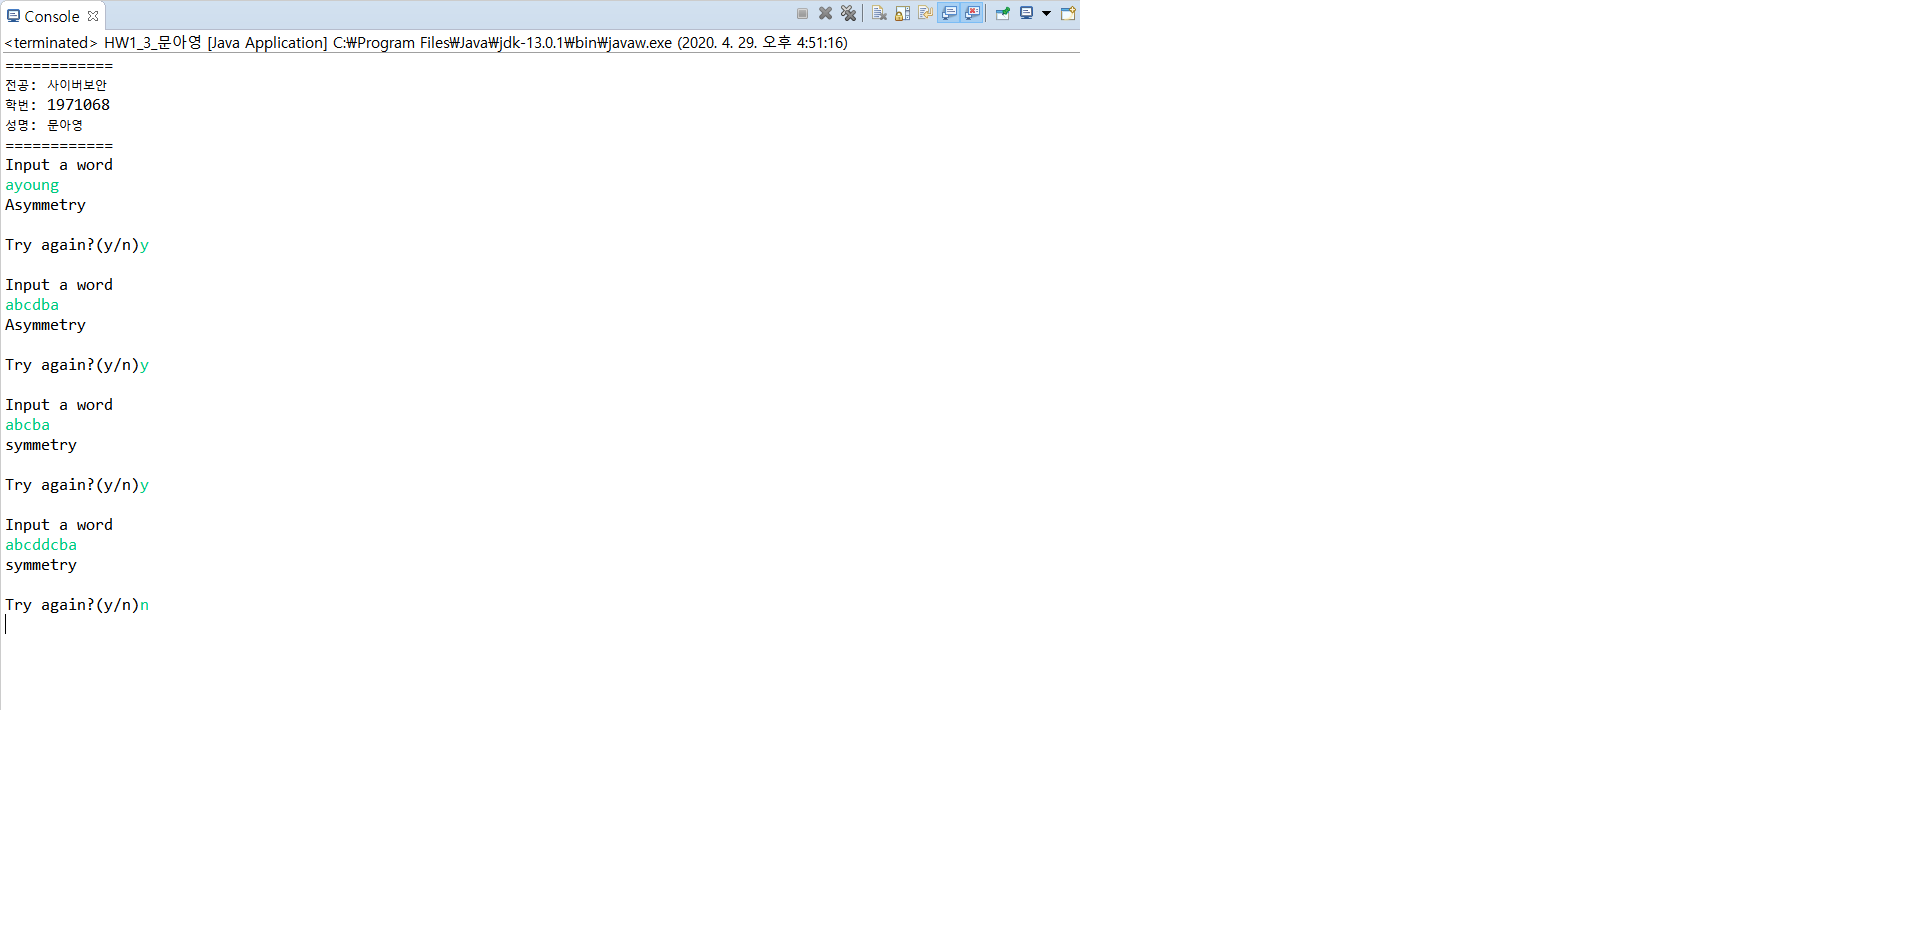 Console
<terminated> HW1_3_문아영 [Java Application] C:₩Program Files₩Java₩jdk-13.0.1₩bin₩javaw.exe (2020. 4. 29. 오후 4:51:16)
============
전공: 사이버보안
학번: 1971068
성명: 문아영
============
Input a word
ayoung
Asymmetry
Try again?(y/n)y
Input a word
abcdba
Asymmetry
Try again?(y/n)y
Input a word
abcba
symmetry
Try again?(y/n)y
Input a word
abcddcba
symmetry
Try again?(y/n)n